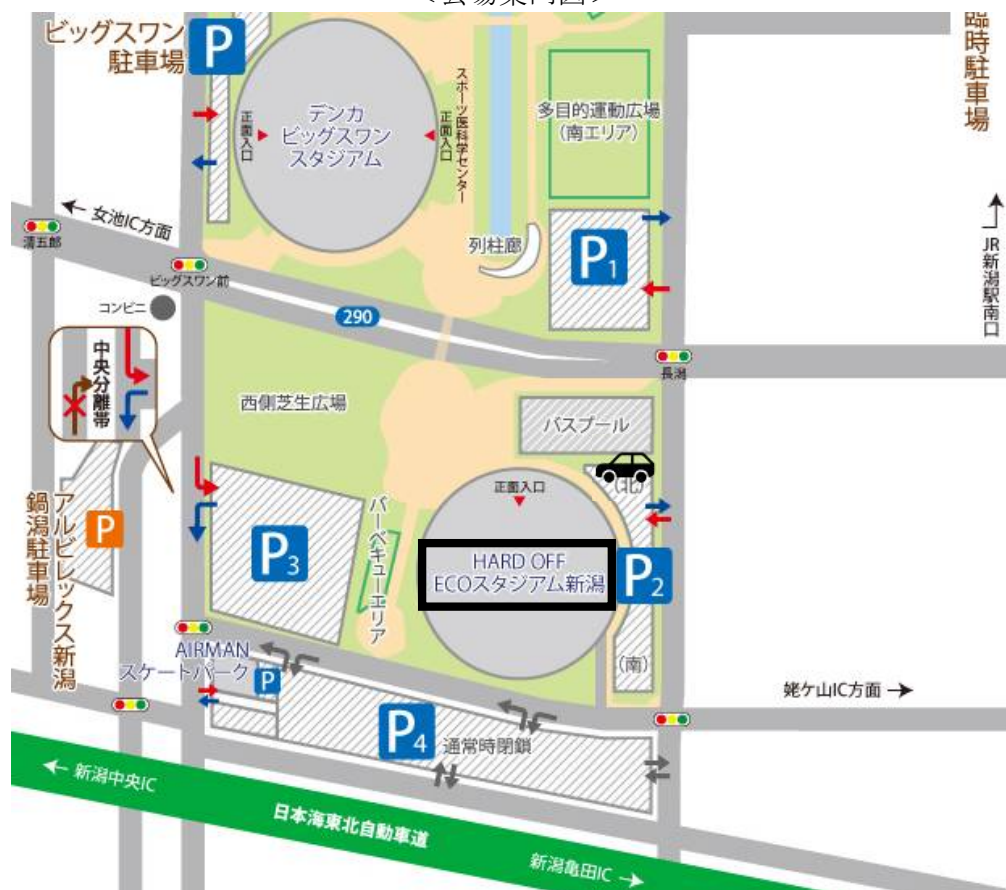 ビッグスワン
駐車場
P
デンカ
ビッグスワン
スタジアム
正面入口
正面入口
スポーツ医科学センター
多目的運動広場
(南エリア)
臨時駐車場
← 女池IC方面
清五郎
ビッグスワン前
コンビニ
列柱廊
P1
JR新潟駅南口
290
長潟
中央分離帯
西側芝生広場
バスプール
(北)
正面入口
アルビレックス新潟
鍋潟駐車場
P
P3
バーベキューエリア
HARD OFF
ECOスタジアム新潟
P2
(南)
AIRMAN
スケートパーク
P
姥ケ山IC方面 →
P4
通常時閉鎖
← 新潟中央IC
日本海東北自動車道
新潟亀田IC →